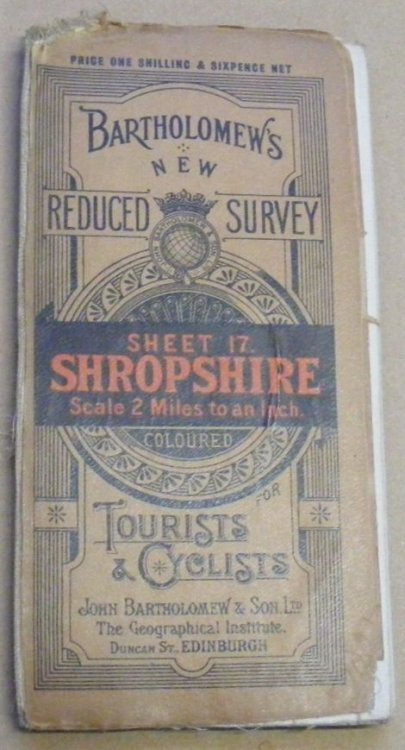 PRICE ONE SHILLING & SIXPENCE NET
BARTHOLOMEW'S
NEW
REDUCED SURVEY
SHEET 17.
SHROPSHIRE
Scale 2 Miles to an Inch.
COLOURED
FOR
TOURISTS
& CYCLISTS
JOHN BARTHOLOMEW & SON. LTD
The Geographical Institute.
DUNCAN ST., EDINBURGH